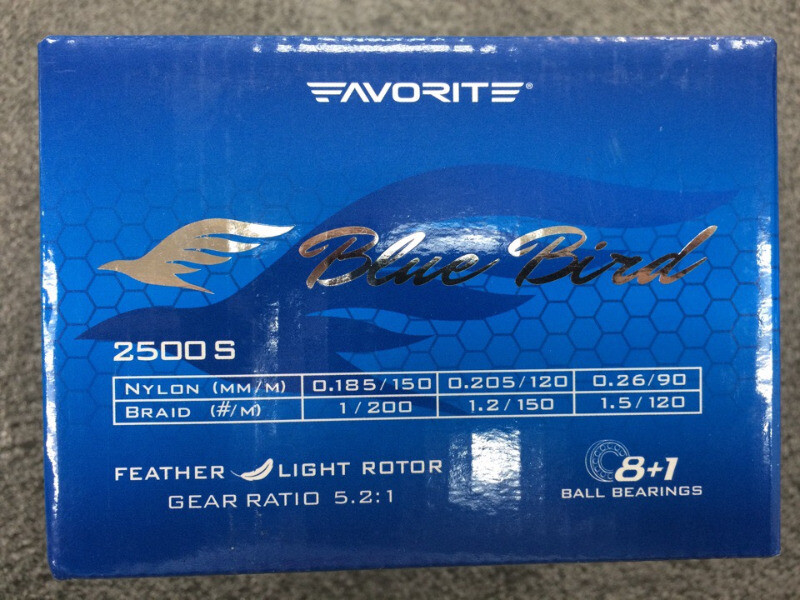 FAVORITE®
Blue Bird
2500 S
NYLON (MM/M) 0.185/150 0.205/120 0.26/90
BRAID (#/M) 1/200 1.2/150 1.5/120
FEATHER LIGHT ROTOR
GEAR RATIO 5.2:1
8+1
BALL BEARINGS